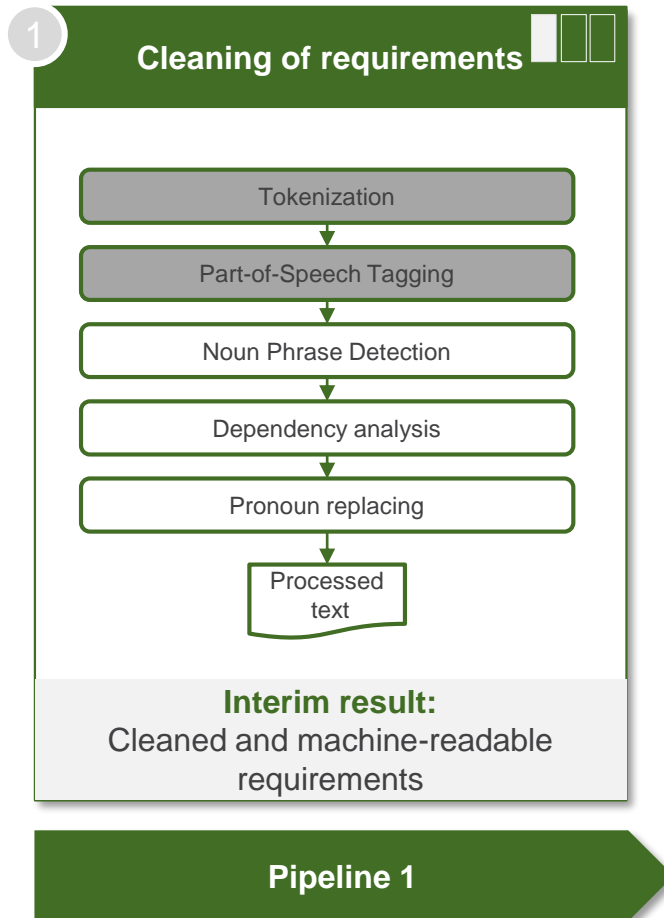 1
Cleaning of requirements
Tokenization
Part-of-Speech Tagging
Noun Phrase Detection
Dependency analysis
Pronoun replacing
Processed
text
Interim result:
Cleaned and machine-readable
requirements
Pipeline 1